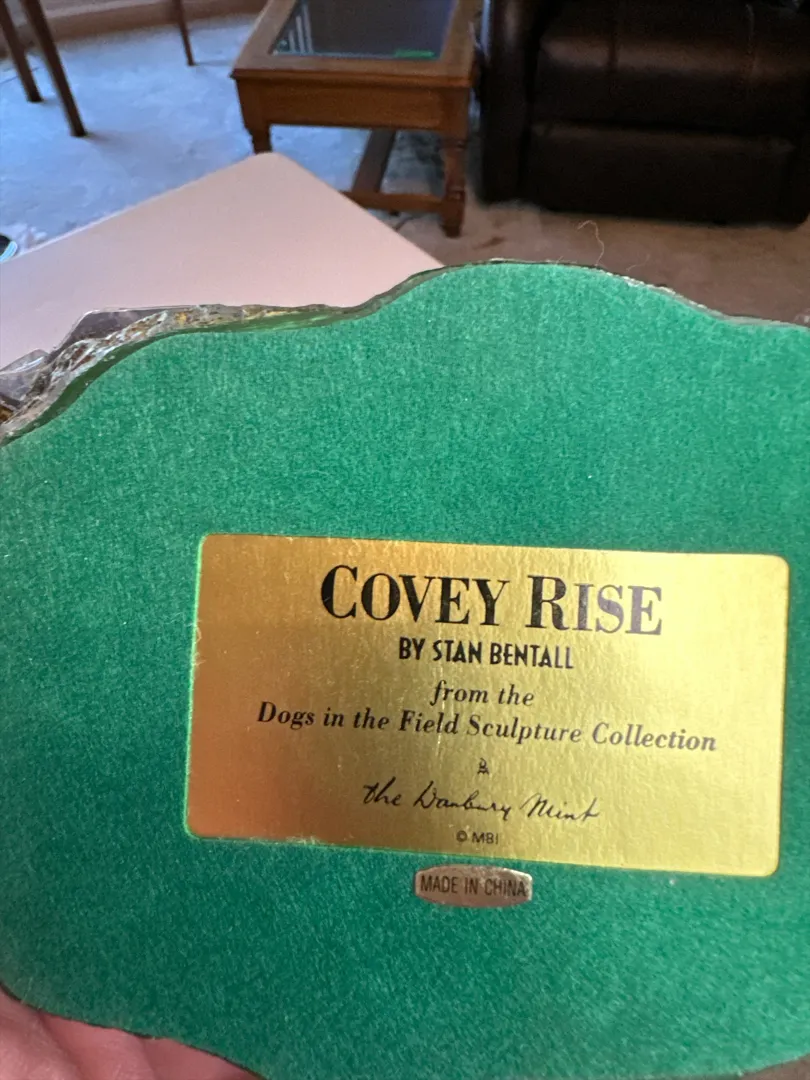 COVEY RISE
BY STAN BENTALL
from the
Dogs in the Field Sculpture Collection
the Danbury Mint
© MBI
MADE IN CHINA